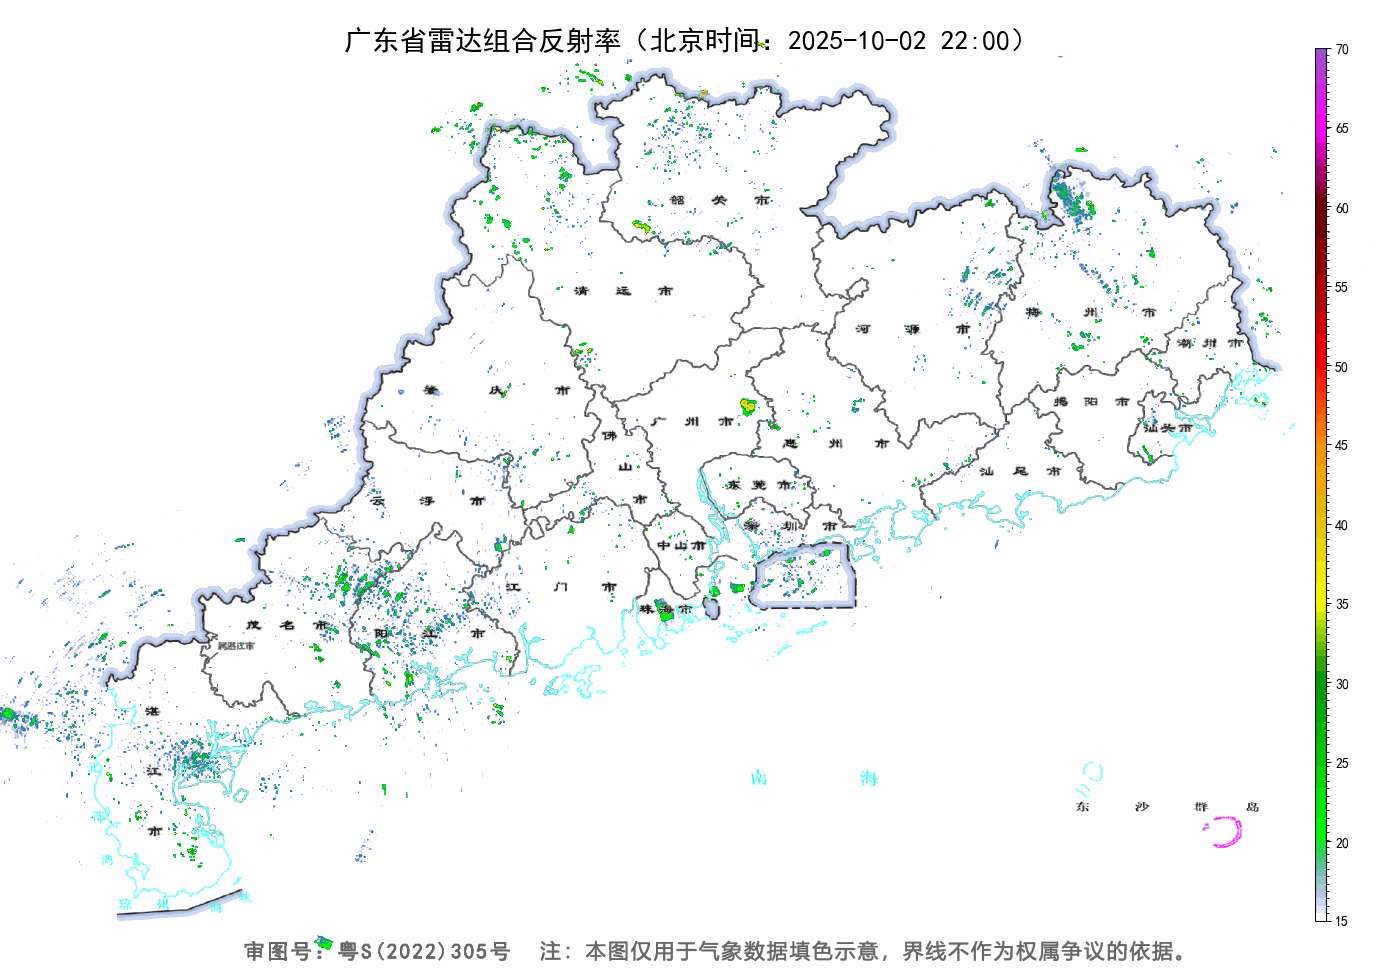 广东省雷达组合反射率（北京时间：2025-10-02 22:00）
70
65
60
55
50
45
40
35
30
25
20
15
韶关市
清远市
河源市
梅州市
潮州市
肇庆市
广州市
佛山市
惠州市
揭阳市
汕头市
汕尾市
云浮市
东莞市
深圳市
中山市
江门市
珠海市
茂名市
阳江市
属湛江市
湛江市
北部湾
南海
东沙群岛
琼州海峡
审图号：粤S(2022)305号 注：本图仅用于气象数据填色示意，界线不作为权属争议的依据。